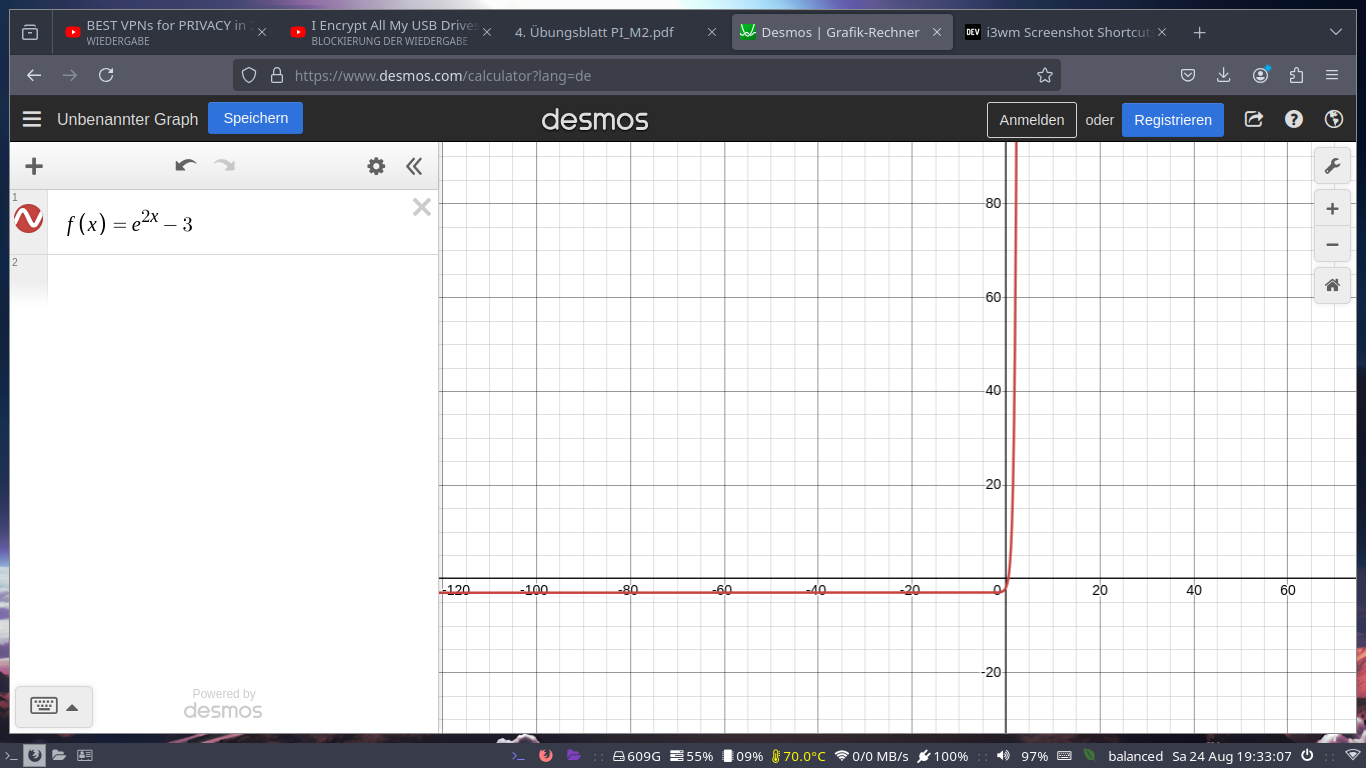 BEST VPNs for PRIVACY in
WIEDERGABE
I Encrypt All My USB Drives
BLOCKIERUNG DER WIEDERGABE
4. Übungsblatt PI_M2.pdf
Desmos | Grafik-Rechner
DEV
i3wm Screenshot Shortcuts
https://www.desmos.com/calculator?lang=de
Unbenannter Graph
Speichern
desmos
Anmelden
oder
Registrieren
1
f(x) = e^{2x} − 3
2
80
60
40
20
-120 -100 -80 -60 -40 -20 0 20 40 60
-20
Powered by
desmos
609G 55% 09% 70.0°C 0/0 MB/s 100% 97% balanced Sa 24 Aug 19:33:07